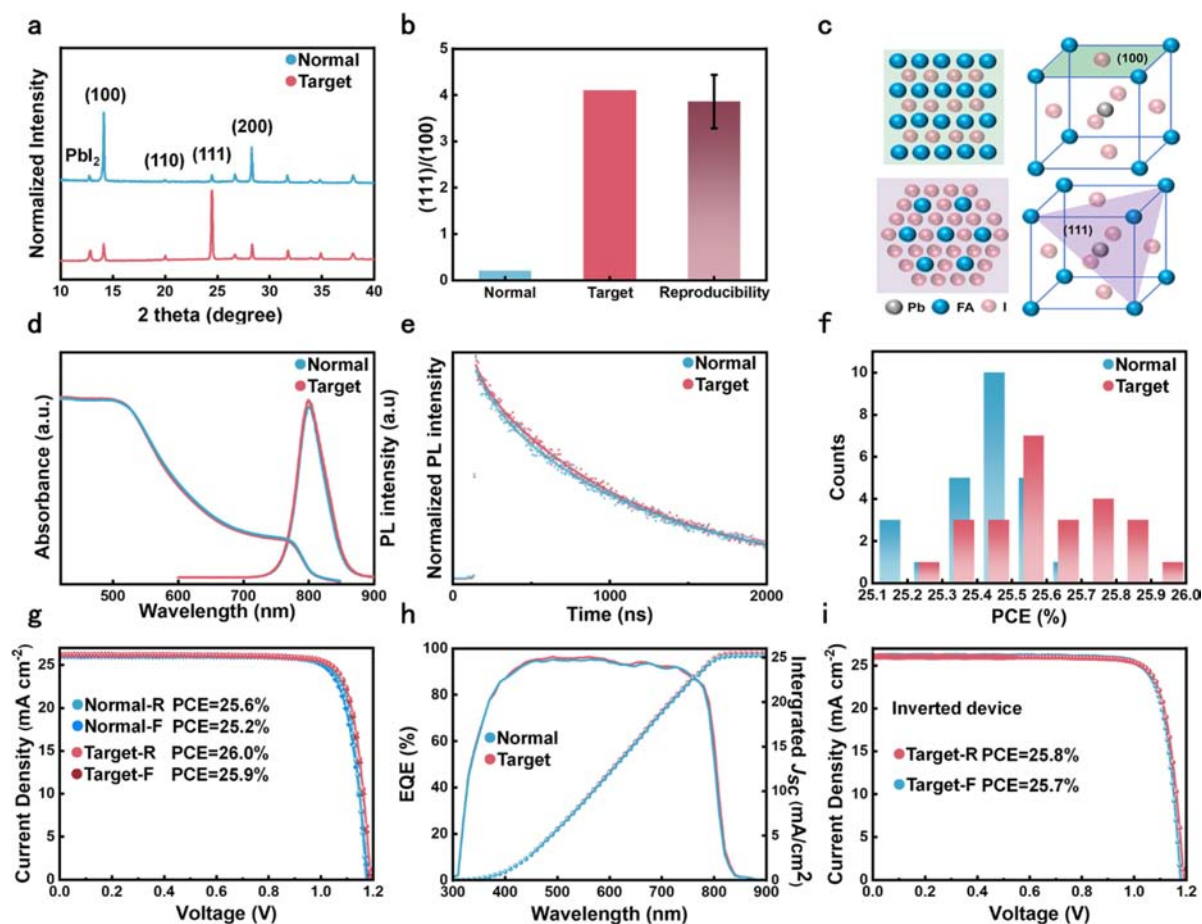 a
Normal
Target
(100)
PbI2
(110)
(111)
(200)
Normalized Intensity
10 15 20 25 30 35 40
2 theta (degree)
b
5
4
3
2
1
0
(111)/(100)
Normal Target Reproducibility
c
(100)
(111)
Pb FA I
d
Normal
Target
Absorbance (a.u.)
PL intensity (a.u)
500 600 700 800 900
Wavelength (nm)
e
Normal
Target
Normalized PL intensity
0 1000 2000
Time (ns)
f
Normal
Target
10
8
6
4
2
0
Counts
25.1 25.2 25.3 25.4 25.5 25.6 25.7 25.8 25.9 26.0
PCE (%)
g
25
20
15
10
5
0
Current Density (mA cm-2)
Normal-R PCE=25.6%
Normal-F PCE=25.2%
Target-R PCE=26.0%
Target-F PCE=25.9%
0.0 0.2 0.4 0.6 0.8 1.0 1.2
Voltage (V)
h
100
80
60
40
20
0
EQE (%)
Normal
Target
25
20
15
10
5
0
Intergrated JSC (mA/cm2)
300 400 500 600 700 800 900
Wavelength (nm)
i
25
20
15
10
5
0
Current Density (mA cm-2)
Inverted device
Target-R PCE=25.8%
Target-F PCE=25.7%
0.0 0.2 0.4 0.6 0.8 1.0 1.2
Voltage (V)